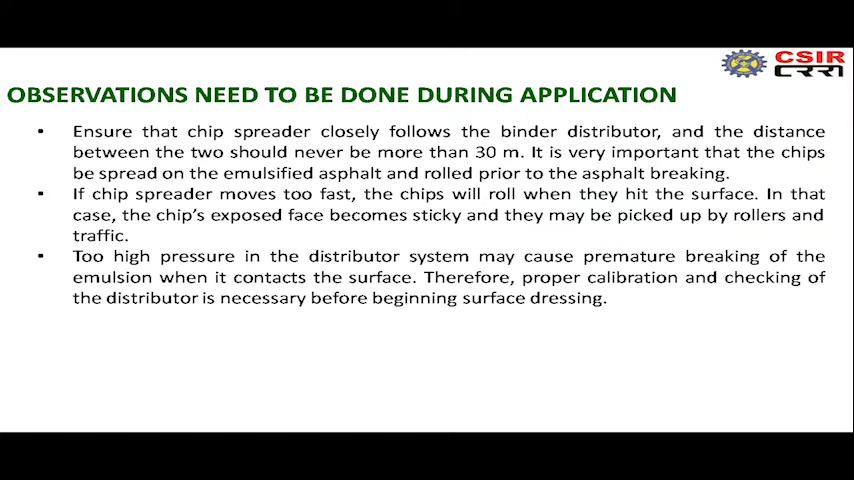 CSIR
CRRI
OBSERVATIONS NEED TO BE DONE DURING APPLICATION
▪ Ensure that chip spreader closely follows the binder distributor, and the distance
between the two should never be more than 30 m. It is very important that the chips
be spread on the emulsified asphalt and rolled prior to the asphalt breaking.
▪ If chip spreader moves too fast, the chips will roll when they hit the surface. In that
case, the chip's exposed face becomes sticky and they may be picked up by rollers and
traffic.
▪ Too high pressure in the distributor system may cause premature breaking of the
emulsion when it contacts the surface. Therefore, proper calibration and checking of
the distributor is necessary before beginning surface dressing.